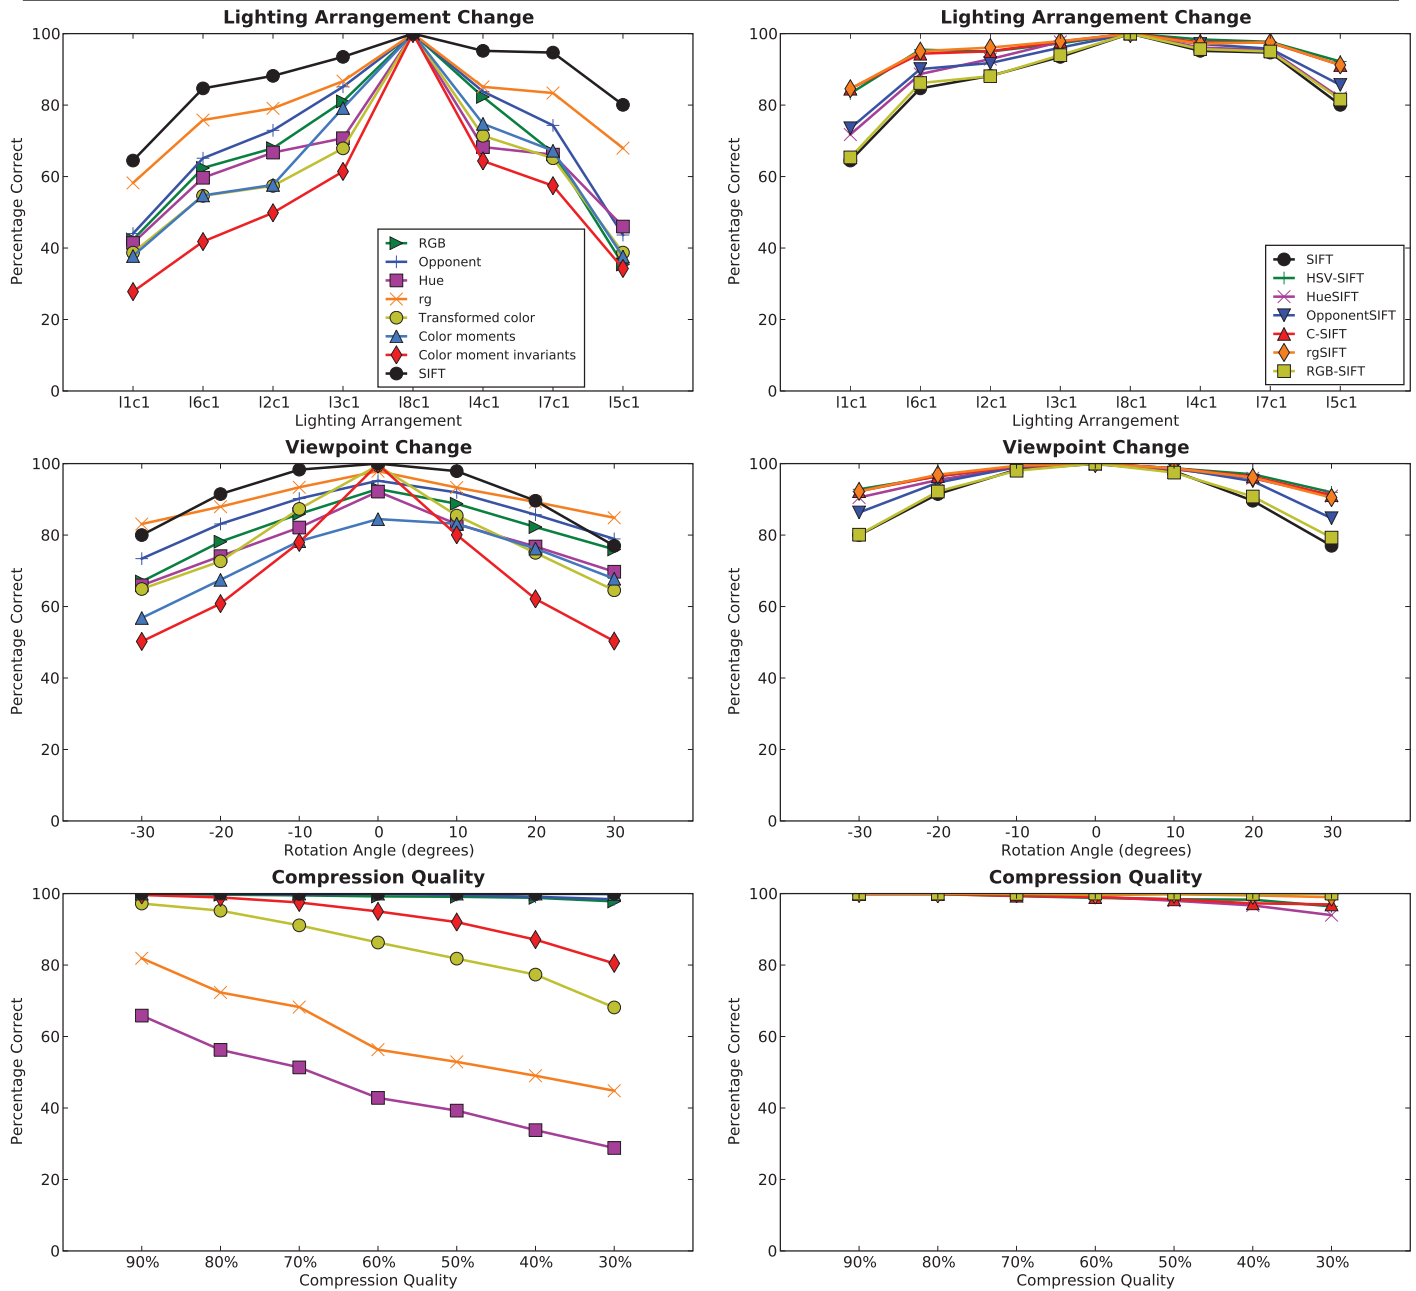 Lighting Arrangement Change
Percentage Correct
100
80
60
40
20
0
RGB
Opponent
Hue
rg
Transformed color
Color moments
Color moment invariants
SIFT
l1c1 l6c1 l2c1 l3c1 l8c1 l4c1 l7c1 l5c1
Lighting Arrangement
Lighting Arrangement Change
Percentage Correct
100
80
60
40
20
0
SIFT
HSV-SIFT
HueSIFT
OpponentSIFT
C-SIFT
rgSIFT
RGB-SIFT
l1c1 l6c1 l2c1 l3c1 l8c1 l4c1 l7c1 l5c1
Lighting Arrangement
Viewpoint Change
Percentage Correct
100
80
60
40
20
0
-30 -20 -10 0 10 20 30
Rotation Angle (degrees)
Viewpoint Change
Percentage Correct
100
80
60
40
20
0
-30 -20 -10 0 10 20 30
Rotation Angle (degrees)
Compression Quality
Percentage Correct
100
80
60
40
20
0
90% 80% 70% 60% 50% 40% 30%
Compression Quality
Compression Quality
Percentage Correct
100
80
60
40
20
0
90% 80% 70% 60% 50% 40% 30%
Compression Quality